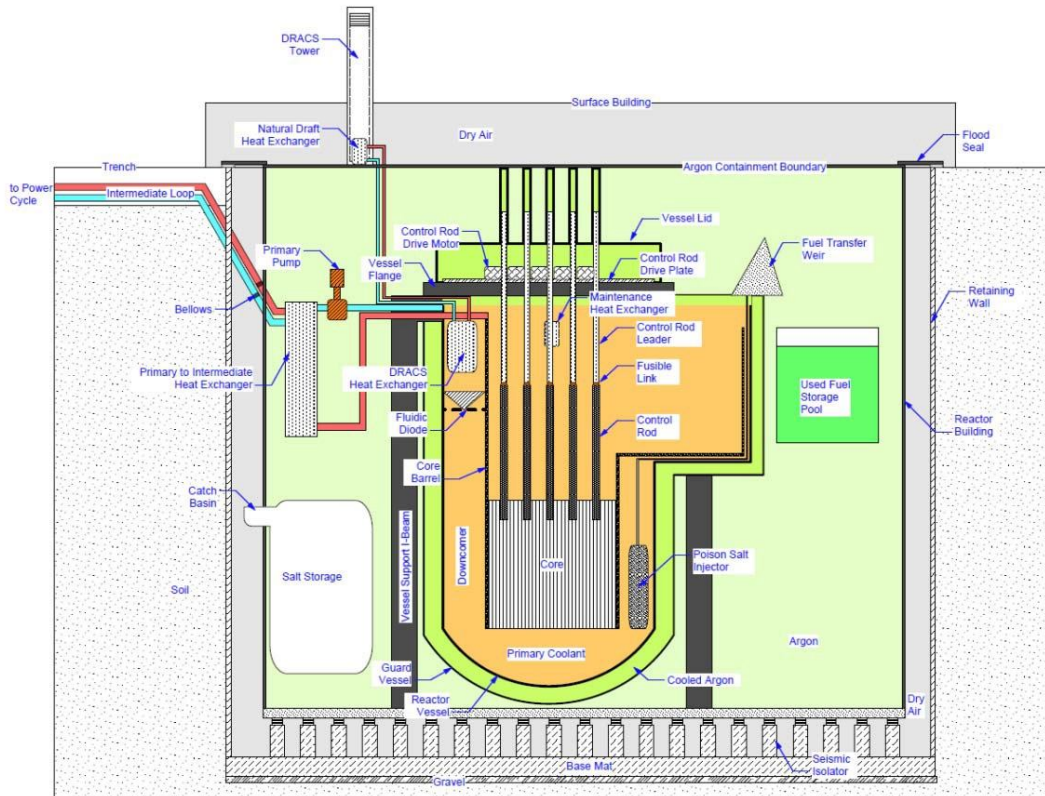 DRACS
Tower
Surface Building
Natural Draft
Heat Exchanger
Dry Air
Flood
Seal
Trench
Argon Containment Boundary
to Power
Cycle
Intermediate Loop
Vessel Lid
Control Rod
Drive Motor
Fuel Transfer
Weir
Primary
Pump
Vessel
Flange
Control Rod
Drive Plate
Maintenance
Heat Exchanger
Retaining
Wall
Bellows
Control Rod
Leader
Primary to Intermediate
Heat Exchanger
DRACS
Heat Exchanger
Fusible
Link
Used Fuel
Storage
Pool
Fluidic
Diode
Control
Rod
Reactor
Building
Core
Barrel
Catch
Basin
Vessel Support I-Beam
Downcomer
Core
Poison Salt
Injector
Salt Storage
Soil
Argon
Primary Coolant
Guard
Vessel
Cooled Argon
Reactor
Vessel
Dry
Air
Base Mat
Seismic
Isolator
Gravel